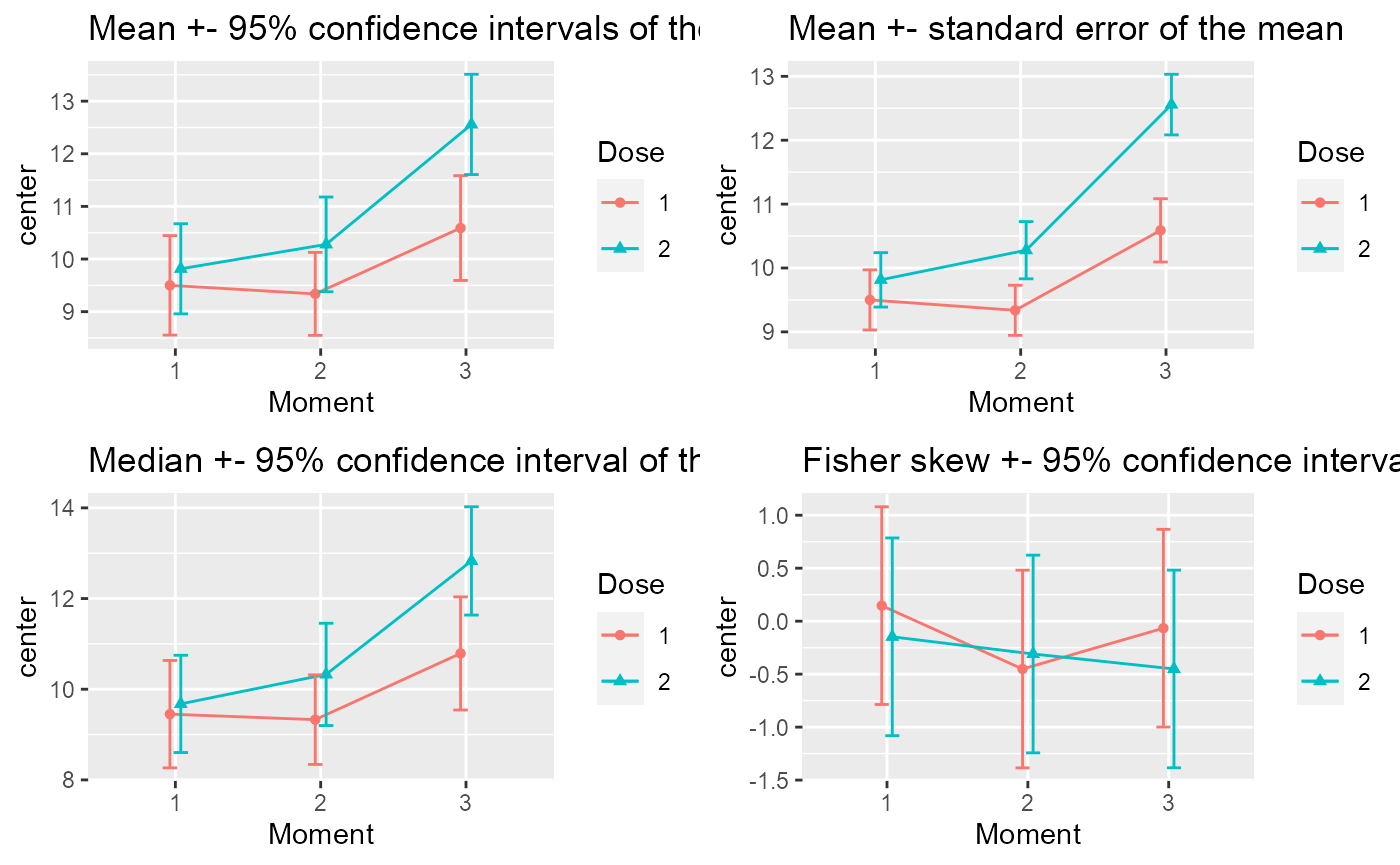 Mean +- 95% confidence intervals of the
13
12
11
10
9
center
1 2 3
Moment
Dose
1
2
Mean +- standard error of the mean
13
12
11
10
9
center
1 2 3
Moment
Dose
1
2
Median +- 95% confidence interval of th
14
12
10
8
center
1 2 3
Moment
Dose
1
2
Fisher skew +- 95% confidence interva
1.0
0.5
0.0
-0.5
-1.0
-1.5
center
1 2 3
Moment
Dose
1
2